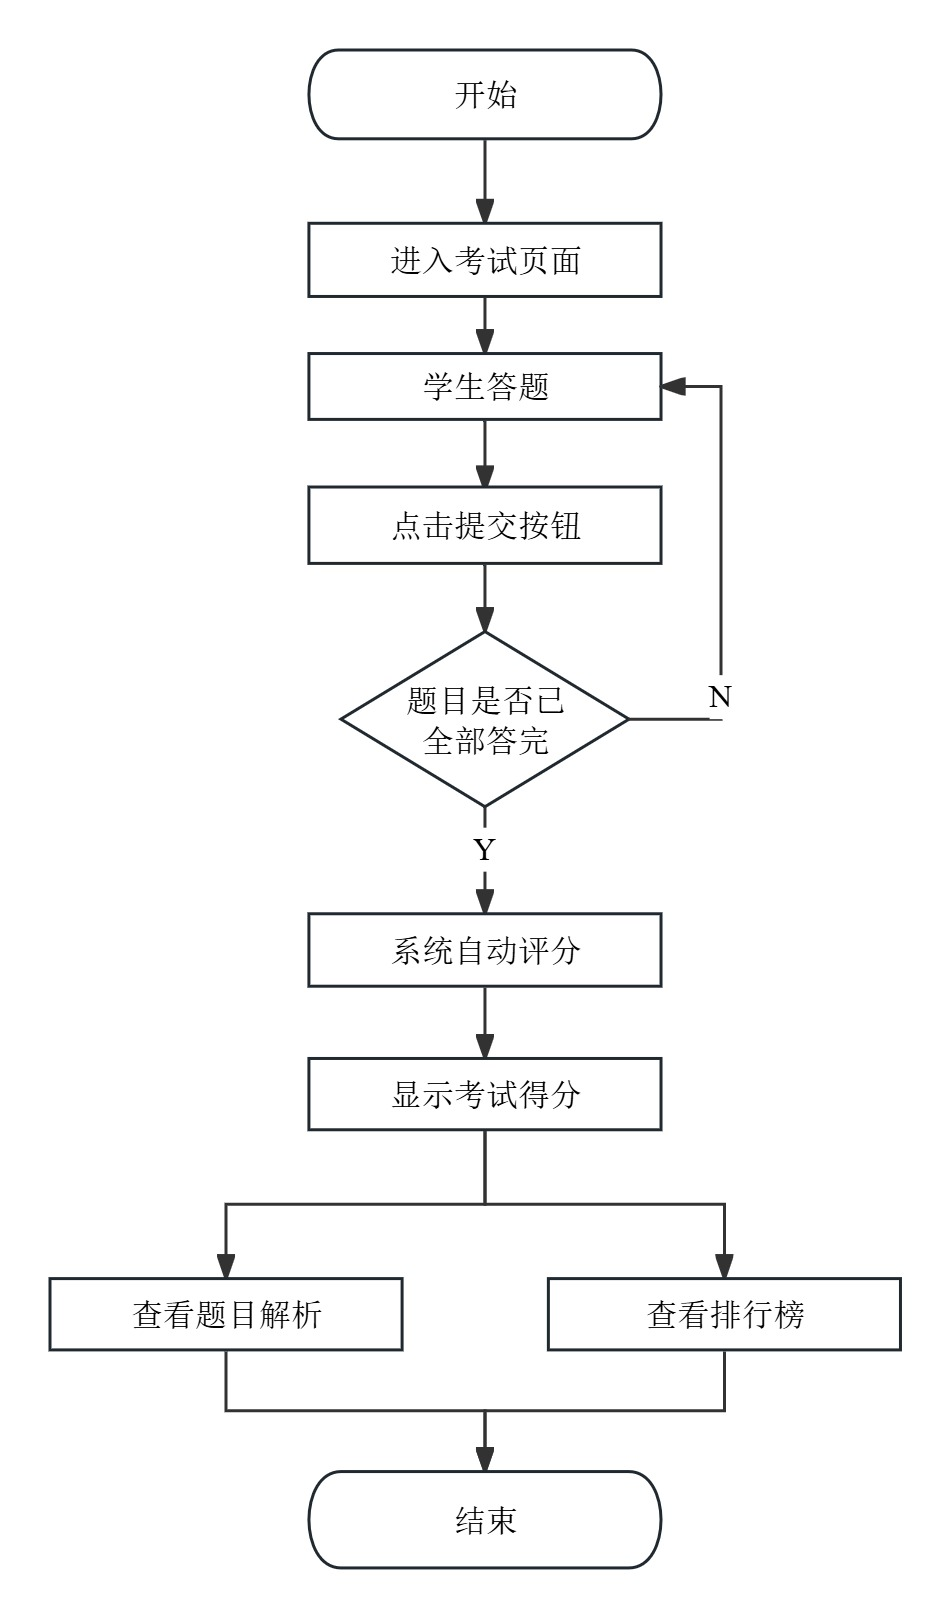 开始
进入考试页面
学生答题
点击提交按钮
题目是否已
全部答完
N
Y
系统自动评分
显示考试得分
查看题目解析
查看排行榜
结束